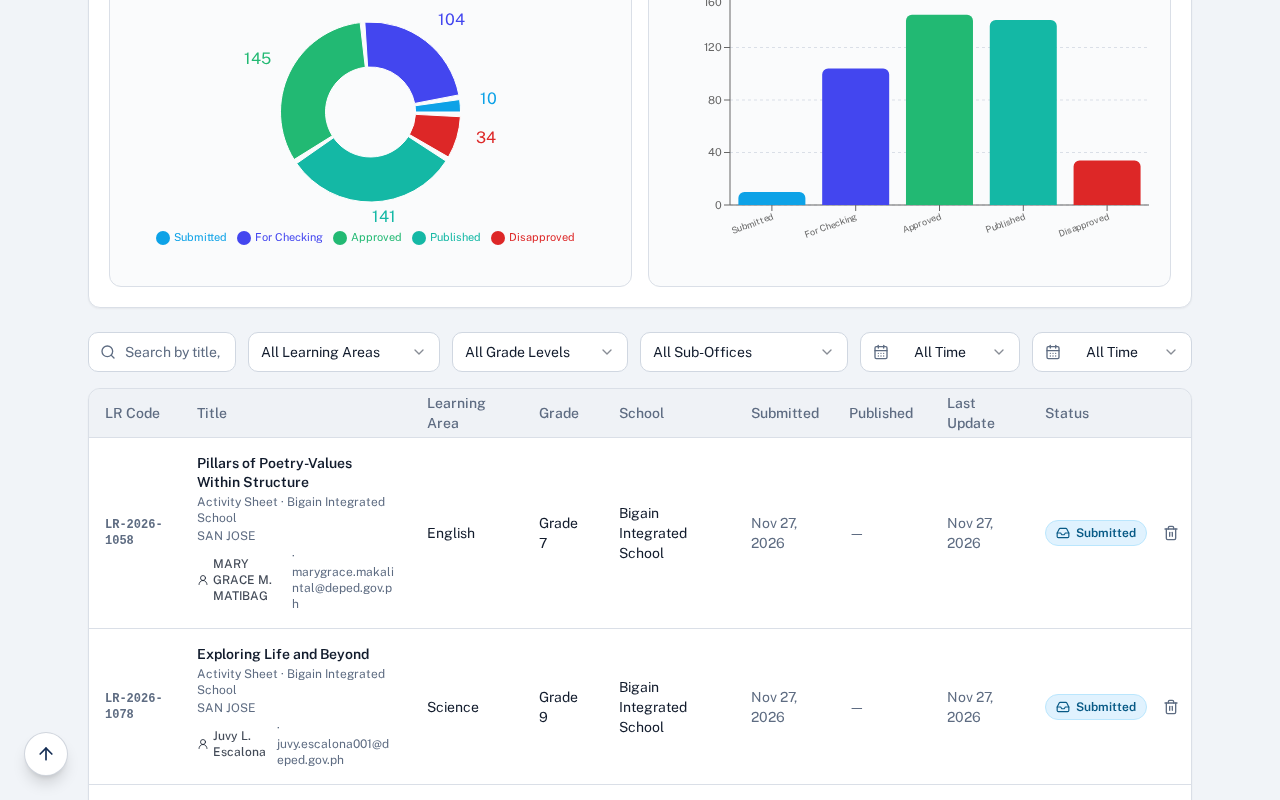 104
145
10
34
141
Submitted For Checking Approved Published Disapproved
160
120
80
40
0
Submitted For Checking Approved Published Disapproved
Search by title,
All Learning Areas
All Grade Levels
All Sub-Offices
All Time
All Time
LR Code Title Learning Area Grade School Submitted Published Last Update Status
LR-2026-
1058
Pillars of Poetry-Values
Within Structure
Activity Sheet · Bigain Integrated
School
SAN JOSE
MARY
GRACE M.
MATIBAG
·
marygrace.makali
ntal@deped.gov.p
h
English
Grade
7
Bigain
Integrated
School
Nov 27,
2026
—
Nov 27,
2026
Submitted
LR-2026-
1078
Exploring Life and Beyond
Activity Sheet · Bigain Integrated
School
SAN JOSE
Juvy L.
Escalona
·
juvy.escalona001@d
eped.gov.ph
Science
Grade
9
Bigain
Integrated
School
Nov 27,
2026
—
Nov 27,
2026
Submitted